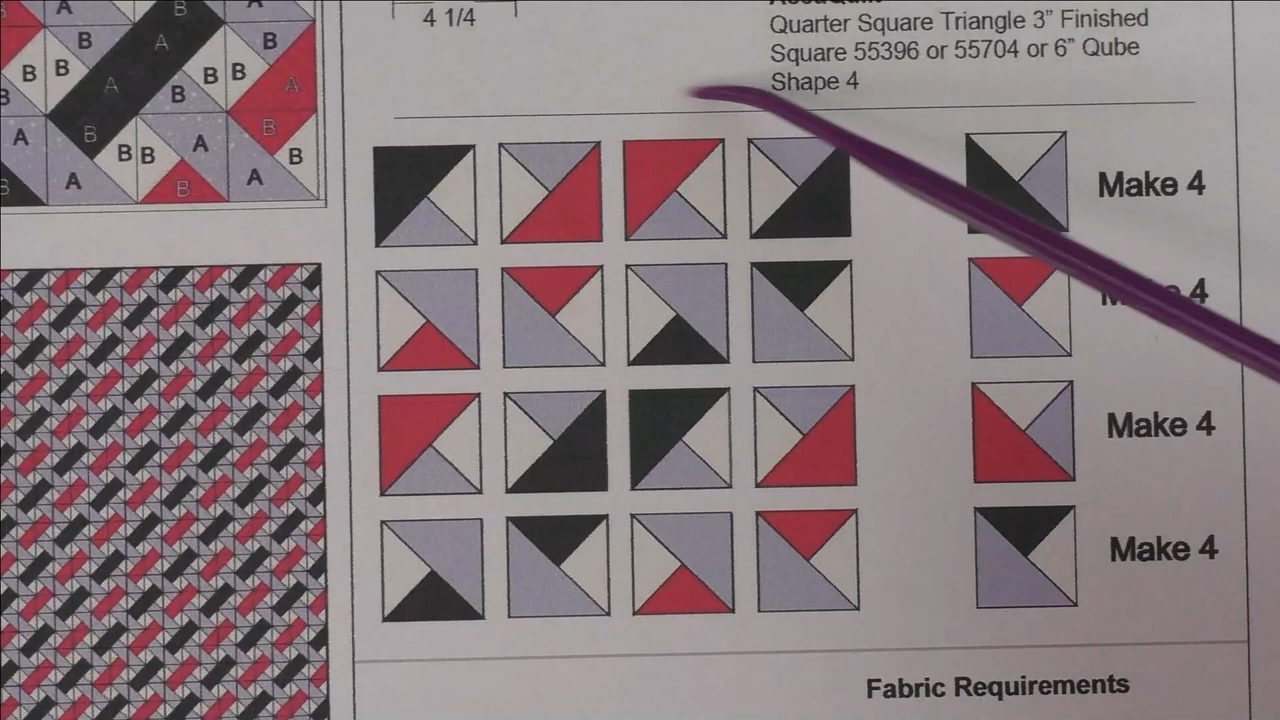 4 1/4
Quarter Square Triangle 3” Finished
Square 55396 or 55704 or 6” Qube
Shape 4
A B A
B A B
B B A B B A
B B
A B B B A B
B A B A
Make 4
4
Make 4
Make 4
Fabric Requirements